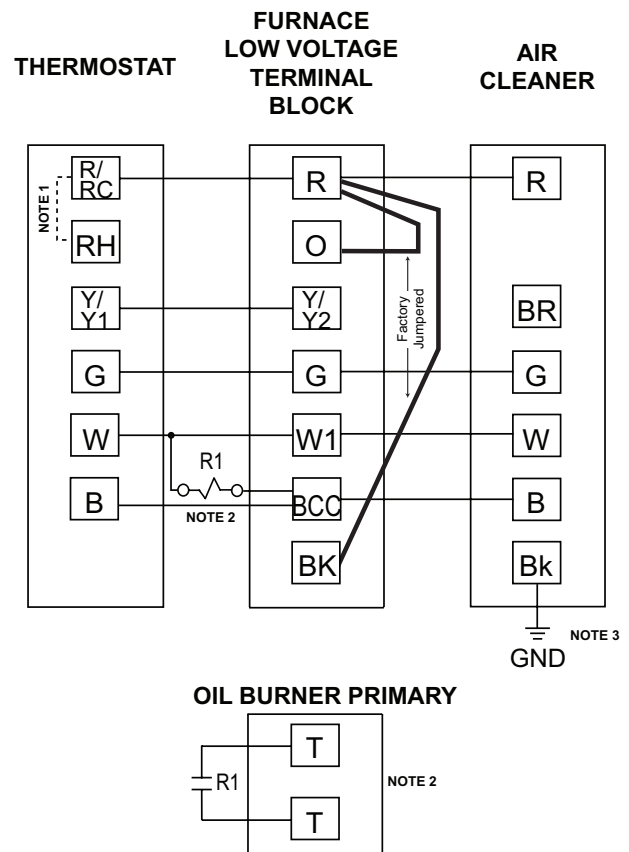 THERMOSTAT
FURNACE
LOW VOLTAGE
TERMINAL
BLOCK
AIR
CLEANER
R/
RC
RH
Y/
Y1
G
W
B
NOTE 1
R
O
Y/
Y2
G
W1
BCC
BK
R1
NOTE 2
Factory
Jumpered
R
BR
G
W
B
Bk
GND
NOTE 3
OIL BURNER PRIMARY
T
T
R1
NOTE 2